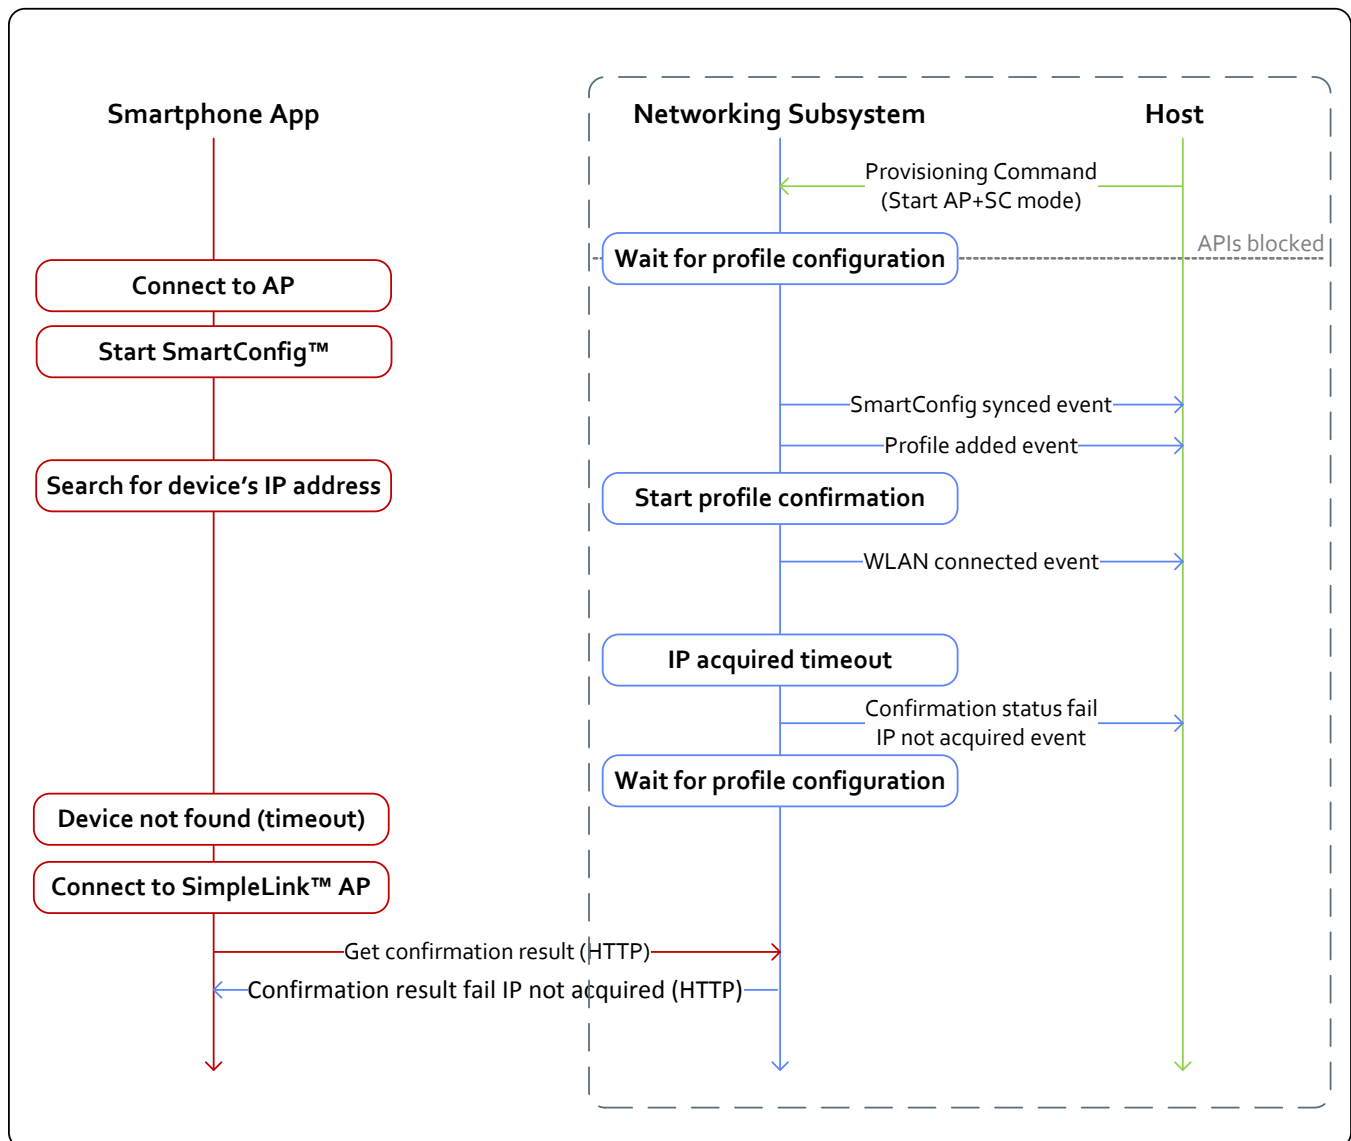 Smartphone App
Networking Subsystem
Host
Provisioning Command
(Start AP+SC mode)
APIs blocked
Wait for profile configuration
Connect to AP
Start SmartConfig™
SmartConfig synced event
Profile added event
Search for device’s IP address
Start profile confirmation
WLAN connected event
IP acquired timeout
Confirmation status fail
IP not acquired event
Wait for profile configuration
Device not found (timeout)
Connect to SimpleLink™ AP
Get confirmation result (HTTP)
Confirmation result fail IP not acquired (HTTP)